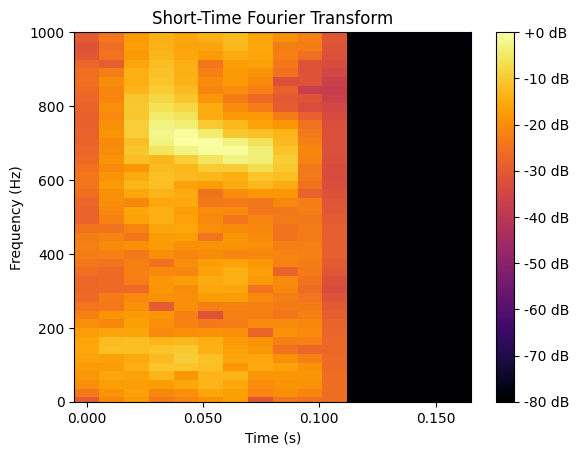 Short-Time Fourier Transform
Frequency (Hz)
1000
800
600
400
200
0
0.000
0.050
0.100
0.150
Time (s)
+0 dB
-10 dB
-20 dB
-30 dB
-40 dB
-50 dB
-60 dB
-70 dB
-80 dB